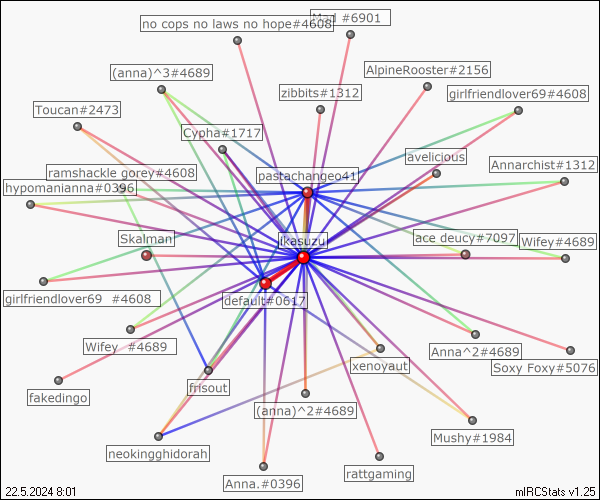 no cops no laws no hope#4608
#6901
(anna)^3#4689
AlpineRooster#2156
zibbits#1312
girlfriendlover69#4608
Toucan#2473
Cypha#1717
avelicious
Annarchist#1312
ramshackle gorey#4608
pastachangeo41
hypomanianna#0396
Skalman
ikesuzu
ace deucy#7097
Wifey#4689
girlfriendlover69 #4608
default#0617
Wifey #4689
Anna^2#4689
xenoyaut
Soxy Foxy#5076
frisout
fakedingo
(anna)^2#4689
Mushy#1984
neokingghidorah
rattgaming
Anna.#0396
22.5.2024 8:01
mIRCStats v1.25